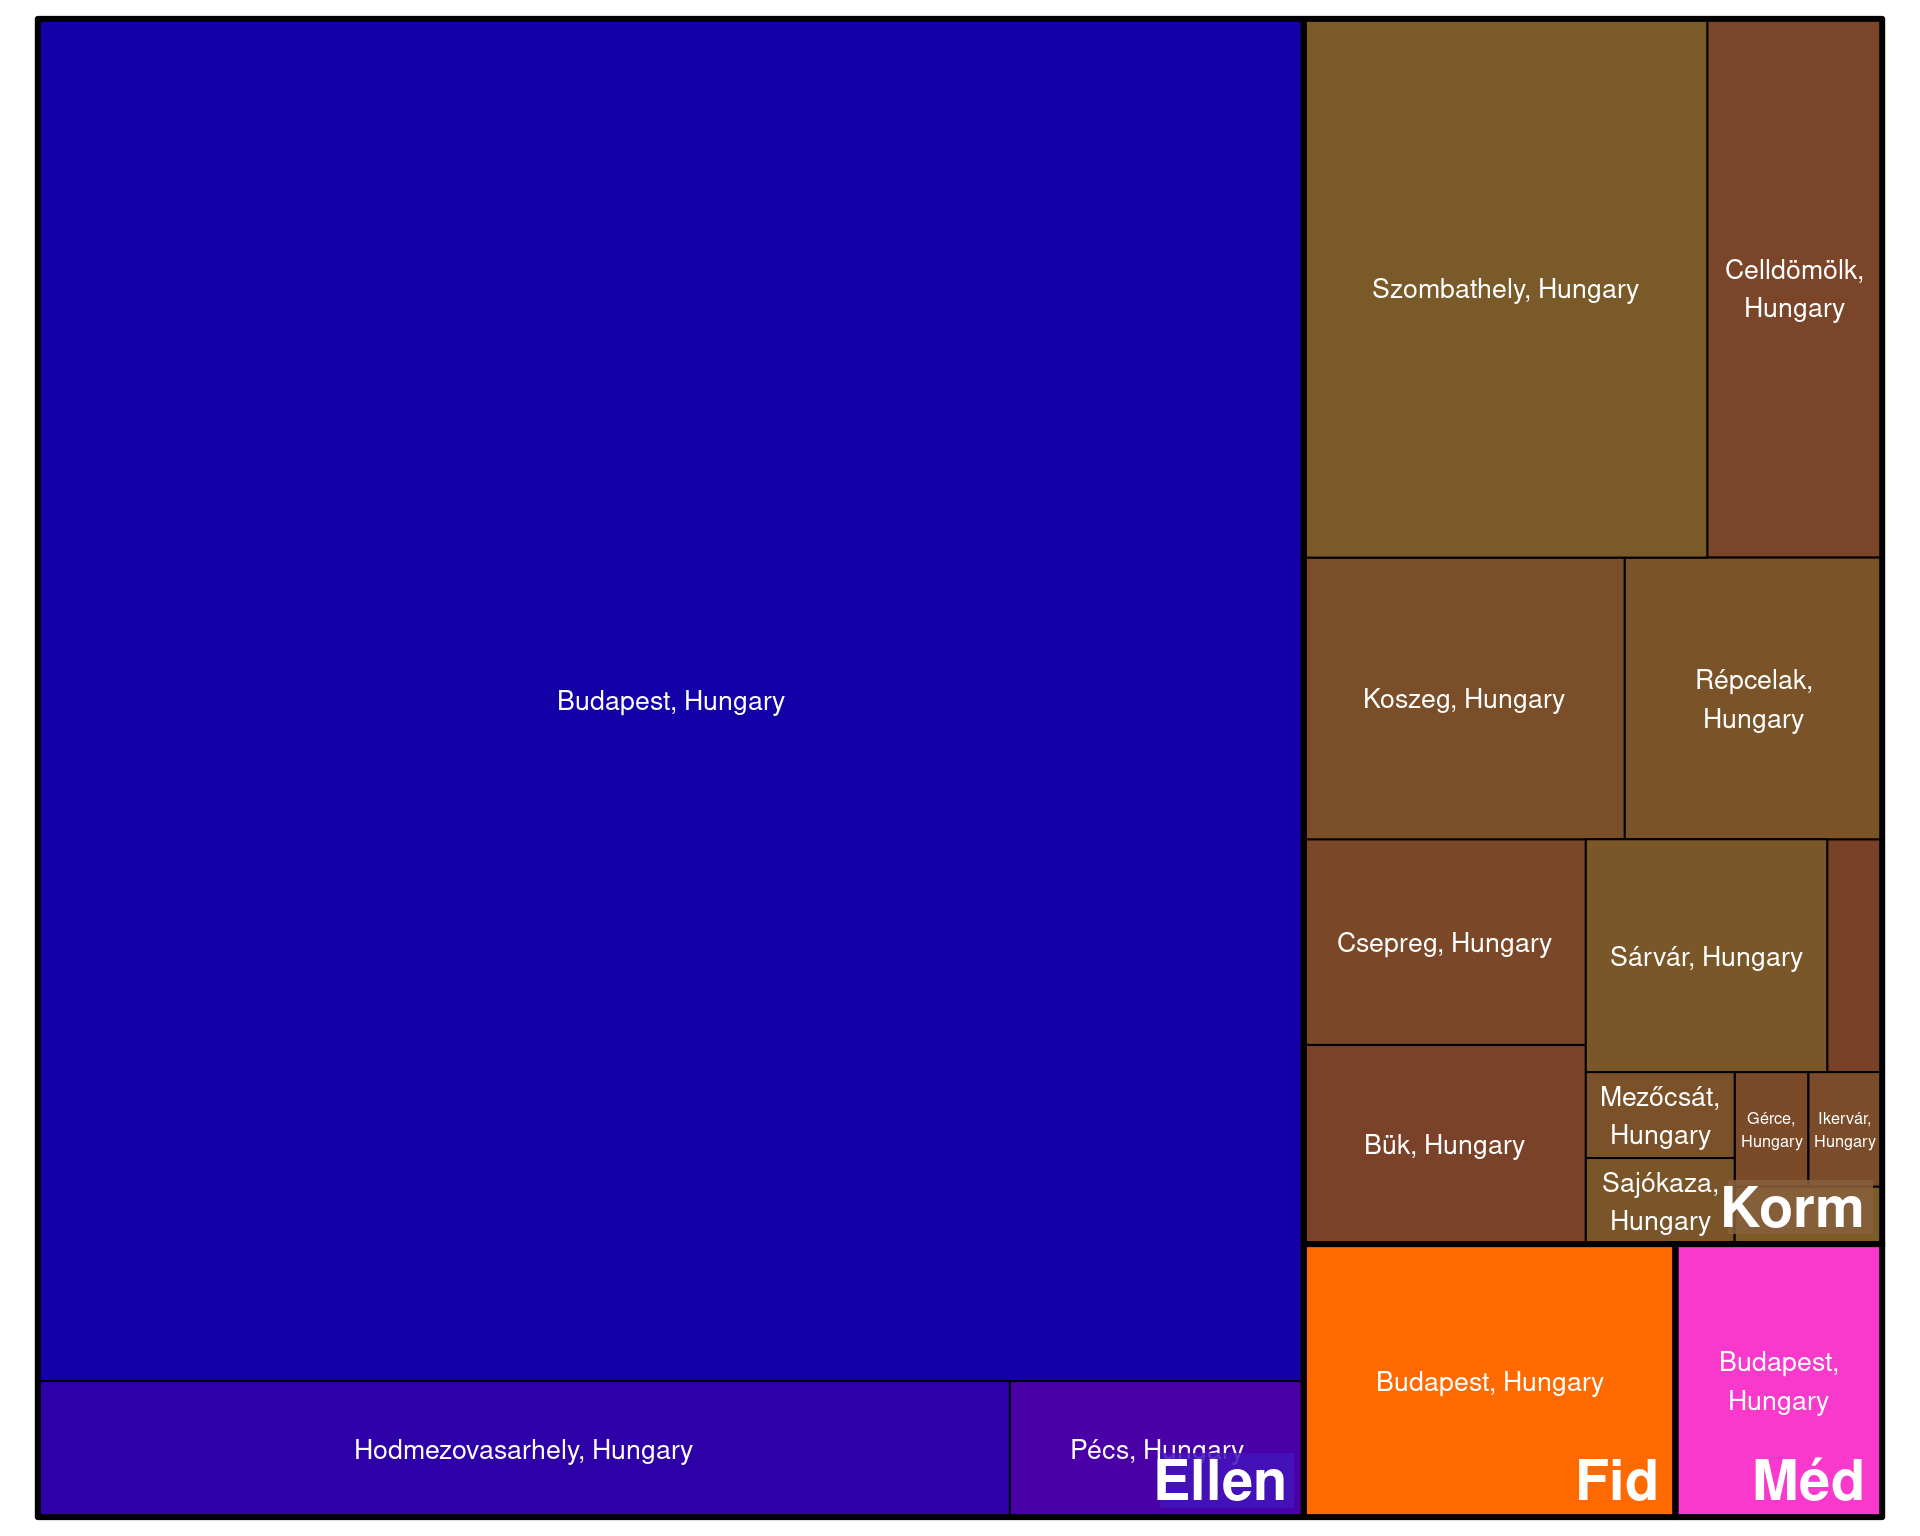 Budapest, Hungary
Hodmezovasarhely, Hungary
Pécs, Hungary
Ellen
Szombathely, Hungary
Celldömölk,
Hungary
Koszeg, Hungary
Répcelak,
Hungary
Csepreg, Hungary
Sárvár, Hungary
Bük, Hungary
Mezőcsát,
Hungary
Gérce,
Hungary
Ikervár,
Hungary
Sajókaza,
Hungary
Korm
Budapest, Hungary
Fid
Budapest,
Hungary
Méd